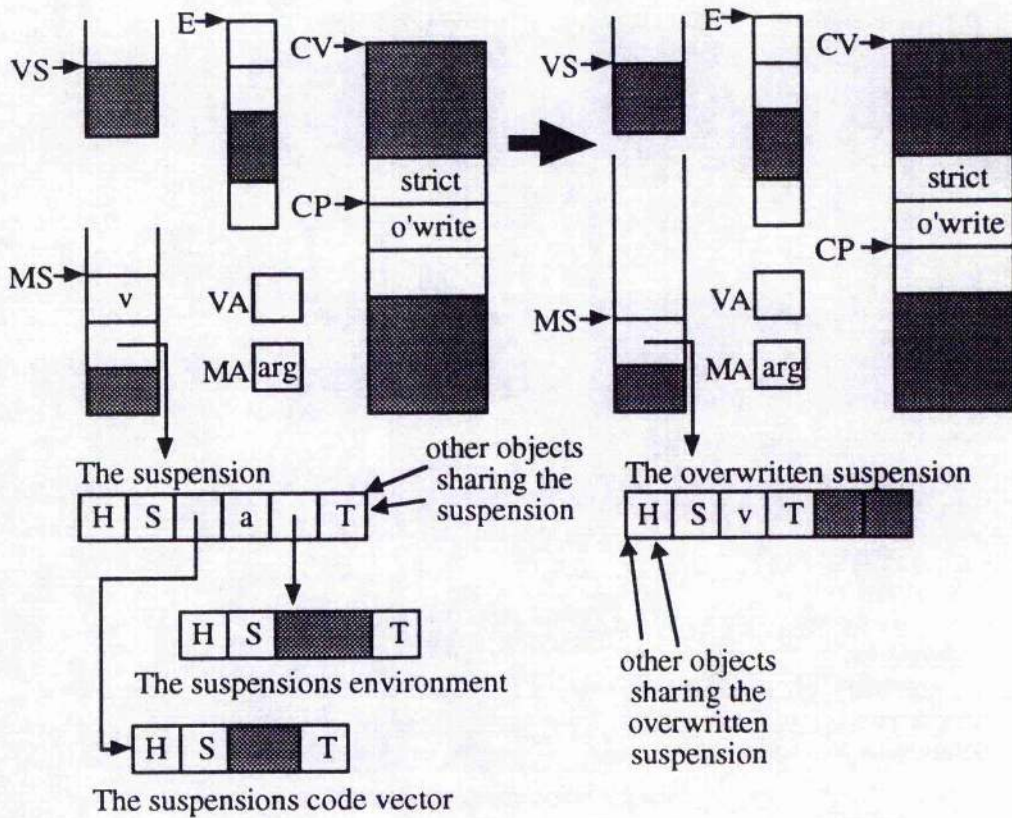 E
CV
VS
strict
CP
o'write
MS
v
VA
MA
arg
E
CV
VS
strict
o'write
CP
VA
MS
MA
arg
The suspension
H S a T
other objects
sharing the
suspension
H S T
The suspensions environment
H S T
The suspensions code vector
The overwritten suspension
H S v T
other objects
sharing the
overwritten
suspension